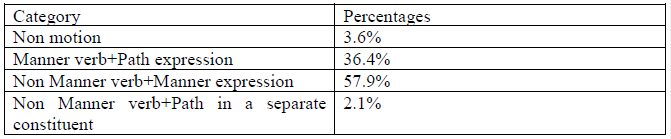 Category Percentages
Non motion 3.6%
Manner verb+Path expression 36.4%
Non Manner verb+Manner expression 57.9%
Non Manner verb+Path in a separate 2.1%
constituent